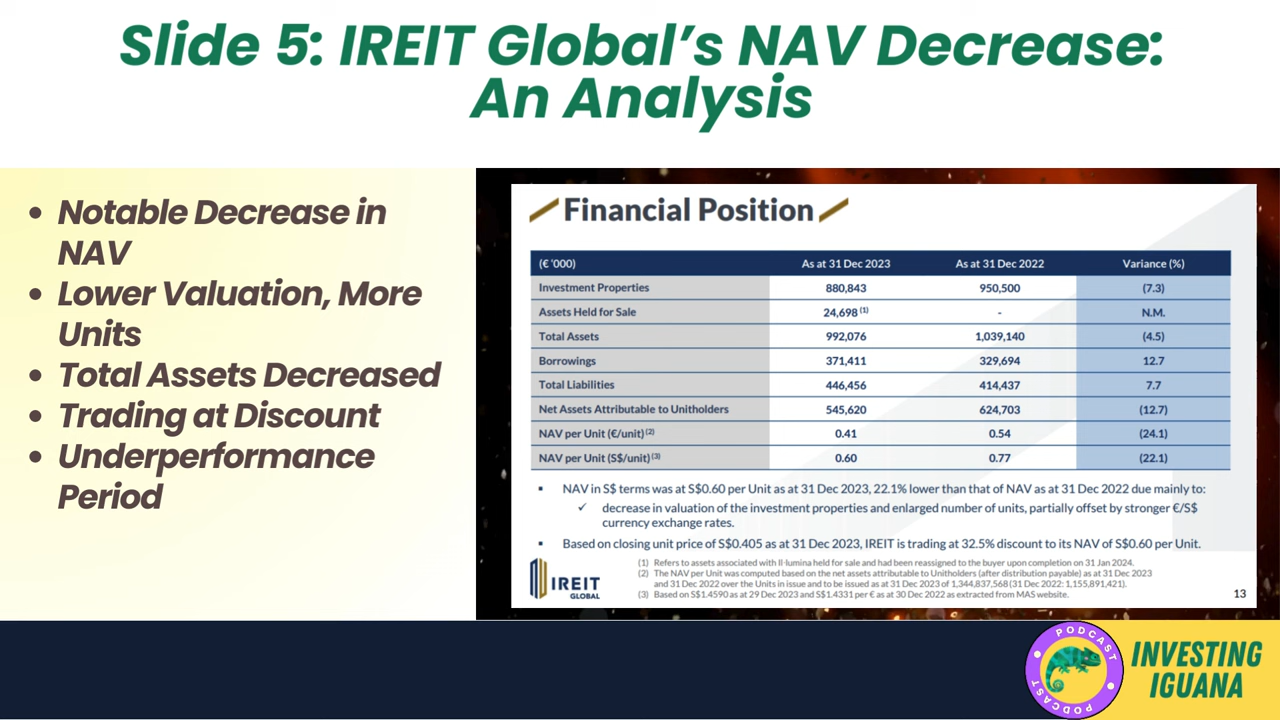 Slide 5: IREIT Global's NAV Decrease:
An Analysis
• Notable Decrease in
NAV
• Lower Valuation, More
Units
• Total Assets Decreased
• Trading at Discount
• Underperformance
Period
Financial Position
(€ '000) As at 31 Dec 2023 As at 31 Dec 2022 Variance (%)
Investment Properties 880,843 950,500 (7.3)
Assets Held for Sale 24,698 (1) - N.M.
Total Assets 992,076 1,039,140 (4.5)
Borrowings 371,411 329,694 12.7
Total Liabilities 446,456 414,437 7.7
Net Assets Attributable to Unitholders 545,620 624,703 (12.7)
NAV per Unit (€/unit) (2) 0.41 0.54 (24.1)
NAV per Unit (S$/unit) (3) 0.60 0.77 (22.1)
▪ NAV in S$ terms was at S$0.60 per Unit as at 31 Dec 2023, 22.1% lower than that of NAV as at 31 Dec 2022 due mainly to:
✓ decrease in valuation of the investment properties and enlarged number of units, partially offset by stronger €/S$
currency exchange rates.
▪ Based on closing unit price of S$0.405 as at 31 Dec 2023, IREIT is trading at 32.5% discount to its NAV of S$0.60 per Unit.
(1) Refers to assets associated with Il·lumina held for sale and had been reassigned to the buyer upon completion on 31 Jan 2024.
(2) The NAV per Unit was computed based on the net assets attributable to Unitholders (after distribution payable) as at 31 Dec 2023
and 31 Dec 2022 over the Units in issue and to be issued as at 31 Dec 2023 of 1,344,837,568 (31 Dec 2022: 1,155,891,421).
(3) Based on S$1.4590 as at 29 Dec 2023 and S$1.4331 per € as at 30 Dec 2022 as extracted from MAS website.
IREIT
GLOBAL
13
PODCAST
PODCAST
INVESTING
IGUANA